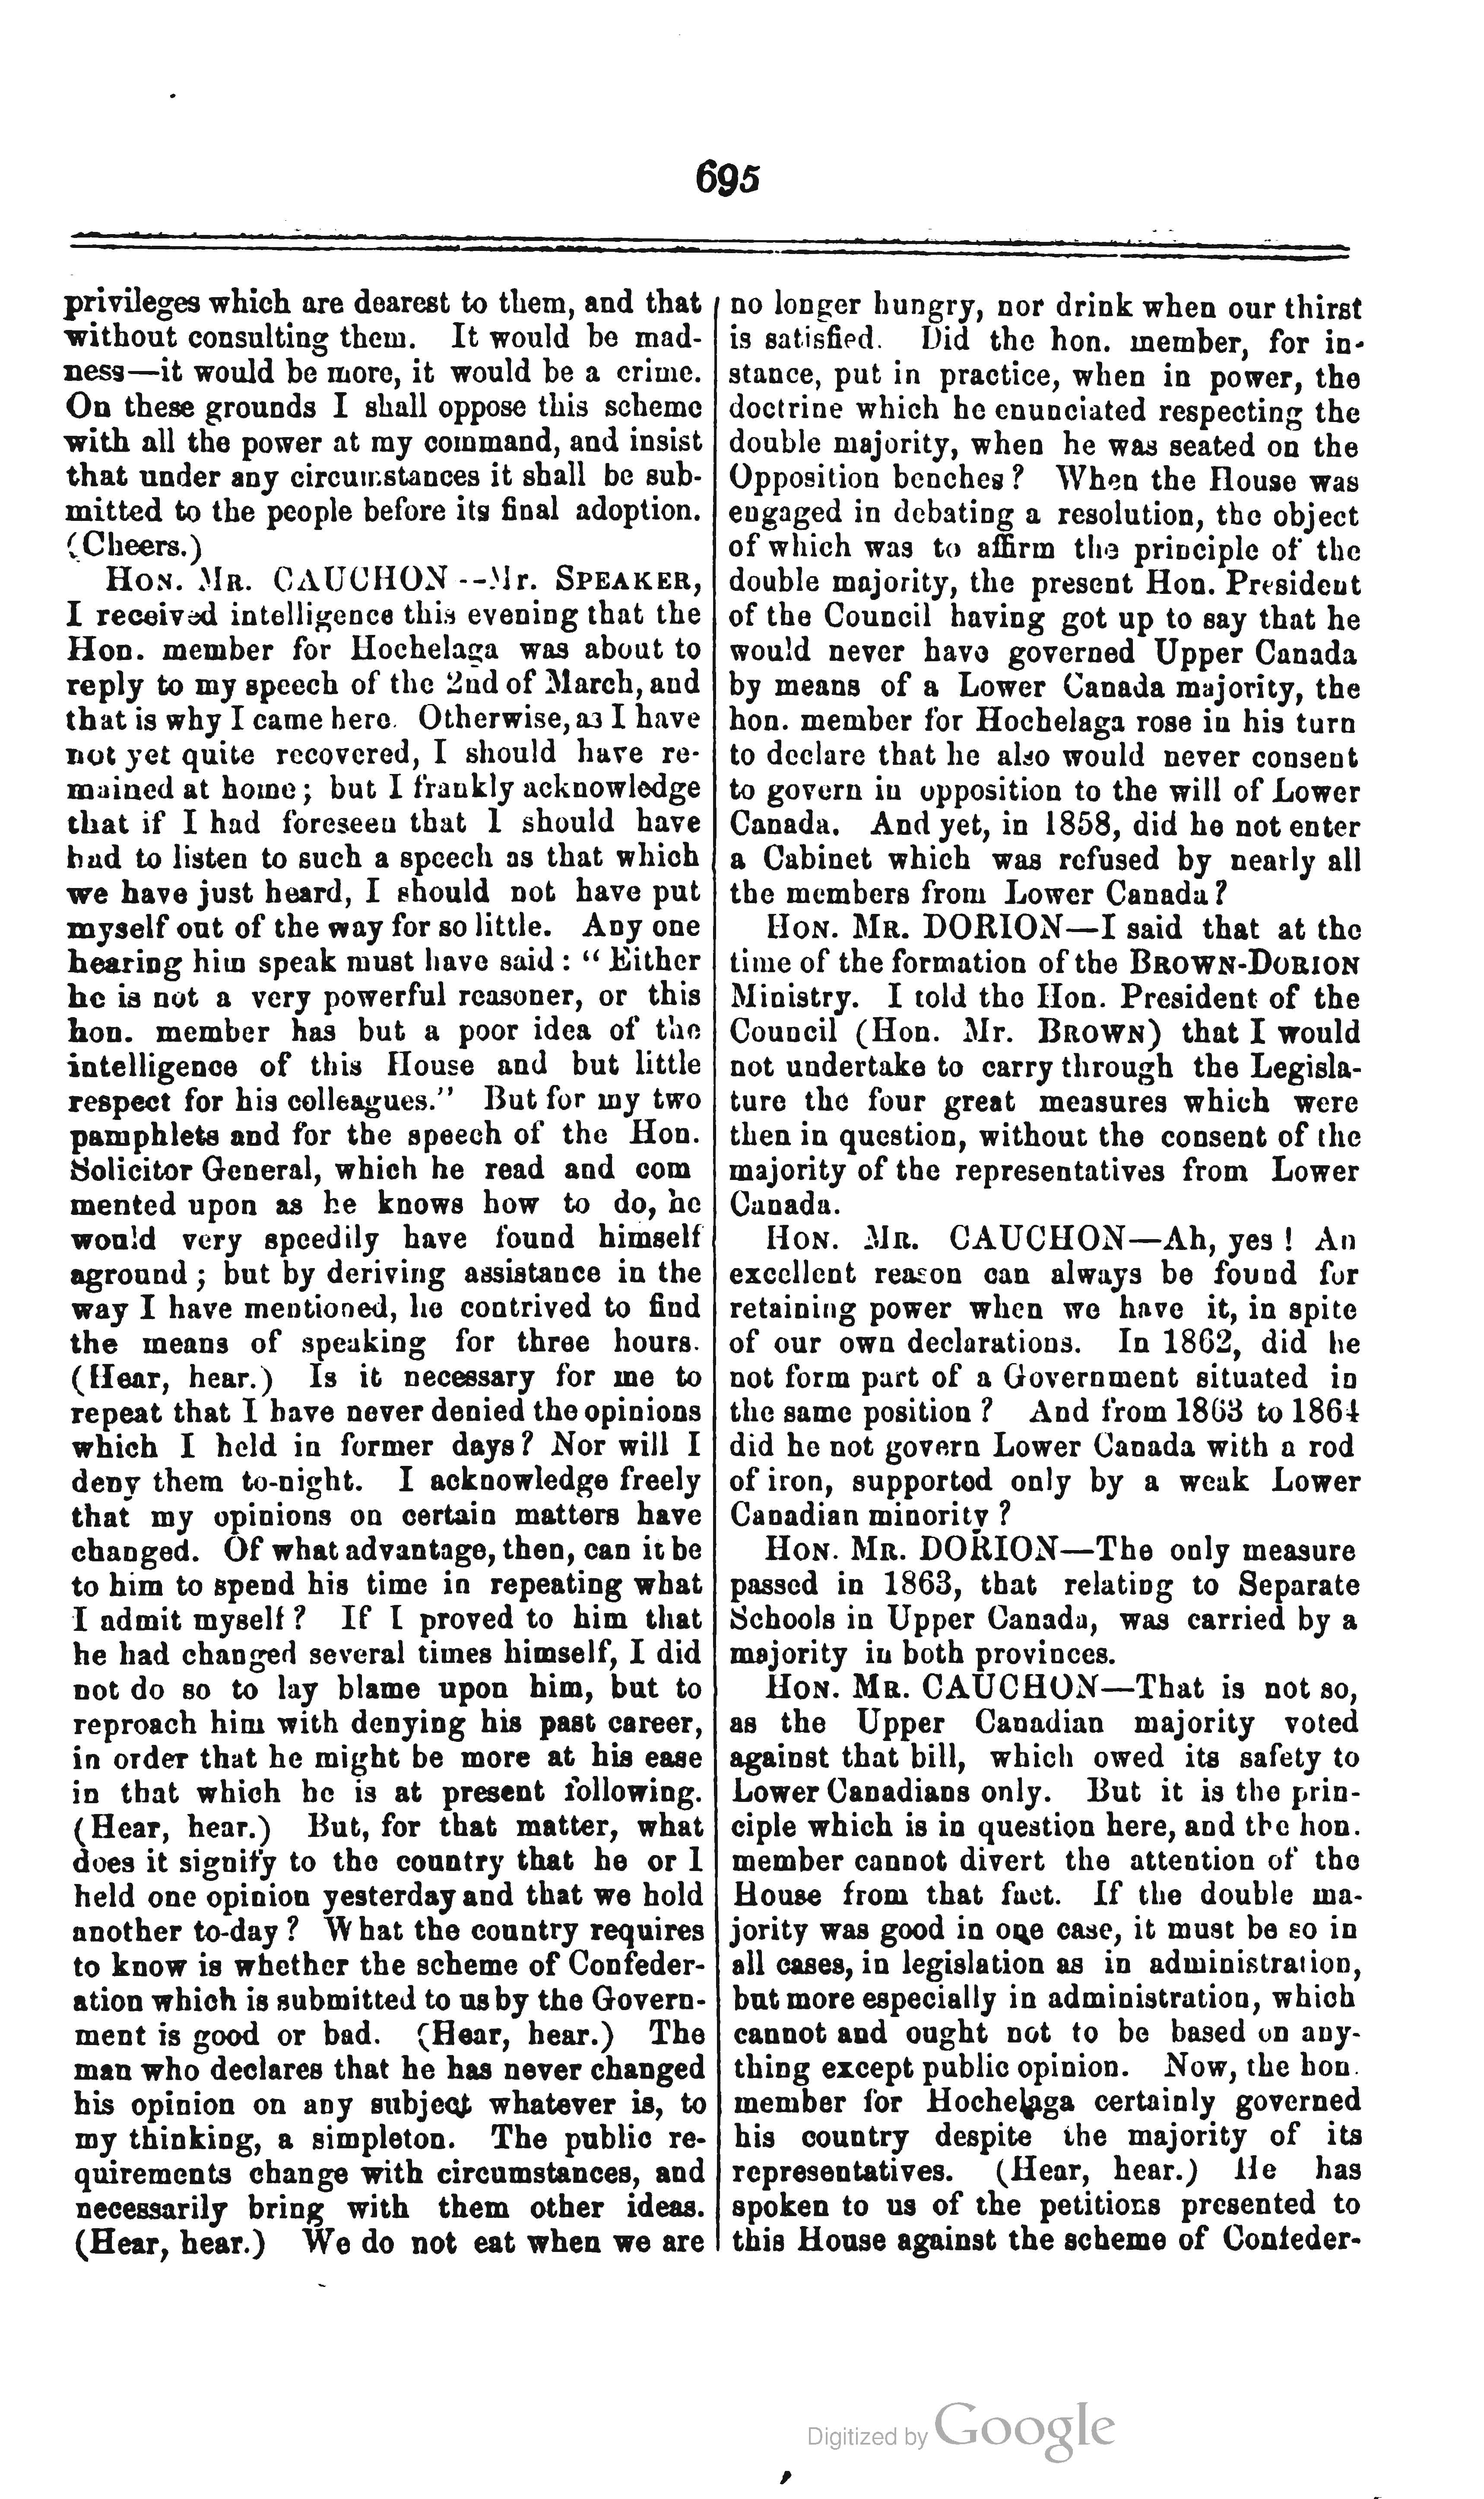 695
privileges which are dearest to them, and that
without consulting them. It would be mad-
ness—it would be more, it would be a crime.
On these grounds I shall oppose this scheme
with all the power at my command, and insist
that under any circumstances it shall be sub-
mitted to the people before its final adoption.
(Cheers.)
HON. MR. CAUCHON--Mr. SPEAKER,
I received intelligence this evening that the
Hon. member for Hochelaga was about to
reply to my speech of the 2nd of March, and
that is why I came here. Otherwise, as I have
not yet quite recovered, I should have re-
mained at home; but I frankly acknowledge
that if I had foreseen that I should have
had to listen to such a speech as that which
we have just heard, I should not have put
myself out of the way for so little. Any one
hearing him speak must have said: "Either
he is not a very powerful reasoner, or this
hon. member has but a poor idea of the
intelligence of this House and but little
respect for his colleagues." But for my two
pamphlets and for the speech of the Hon.
Solicitor General, which he read and com
mented upon as he knows how to do, he
would very speedily have found himself
aground; but by deriving assistance in the
way I have mentioned, he contrived to find
the means of speaking for three hours.
(Hear, hear.) Is it necessary for me to
repeat that I have never denied the opinions
which I held in former days? Nor will I
deny them to-night. I acknowledge freely
that my opinions on certain matters have
changed. Of what advantage, then, can it be
to him to spend his time in repeating what
I admit myself? If I proved to him that
he had changed several times himself, I did
not do so to lay blame upon him, but to
reproach him with denying his past career,
in order that he might be more at his ease
in that which he is at present following.
(Hear, hear.) But, for that matter, what
does it signify to the country that he or I
held one opinion yesterday and that we hold
another to-day? What the country requires
to know is whether the scheme of Confeder-
ation which is submitted to us by the Govern-
ment is good or bad. (Hear, hear.) The
man who declares that he has never changed
his opinion on any subject whatever is, to
my thinking, a simpleton. The public re-
quirements change with circumstances, and
necessarily bring with them other ideas.
(Hear, hear.) We do not eat when we are
no longer hungry, nor drink when our thirst
is satisfied. Did the hon. member, for in-
stance, put in practice, when in power, the
doctrine which he enunciated respecting the
double majority, when he was seated on the
Opposition benches? When the House was
engaged in debating a resolution, the object
of which was to affirm the principle of the
double majority, the present Hon. President
of the Council having got up to say that he
would never have governed Upper Canada
by means of a Lower Canada majority, the
hon. member for Hochelaga rose in his turn
to declare that he also would never consent
to govern in opposition to the will of Lower
Canada. And yet, in 1858, did he not enter
a Cabinet which was refused by nearly all
the members from Lower Canada?
HON. MR. DORION—I said that at the
time of the formation of the BROWN-DORION
Ministry. I told the Hon. President of the
Council (Hon. Mr. BROWN) that I would
not undertake to carry through the Legisla-
ture the four great measures which were
then in question, without the consent of the
majority of the representatives from Lower
Canada.
HON. MR. CAUCHON—Ah, yes! An
excellent reason can always be found for
retaining power when we have it, in spite
of our own declarations. In 1862, did he
not form part of a Government situated in
the same position? And from 1863 to 1864
did he not govern Lower Canada with a rod
of iron, supported only by a weak Lower
Canadian minority?
HON. MR. DORION—The only measure
passed in 1863, that relating to Separate
Schools in Upper Canada, was carried by a
majority in both provinces.
HON. MR. CAUCHON—That is not so,
as the Upper Canadian majority voted
against that bill, which owed its safety to
Lower Canadians only. But it is the prin-
ciple which is in question here, and the hon.
member cannot divert the attention of the
House from that fact. If the double ma-
jority was good in one case, it must be so in
all cases, in legislation as in administration,
but more especially in administration, which
cannot and ought not to be based on any-
thing except public opinion. Now, the hon.
member for Hochelaga certainly governed
his country despite the majority of its
representatives. (Hear, hear.) He has
spoken to us of the petitions presented to
this House against the scheme of Confeder-
Digitized by Google